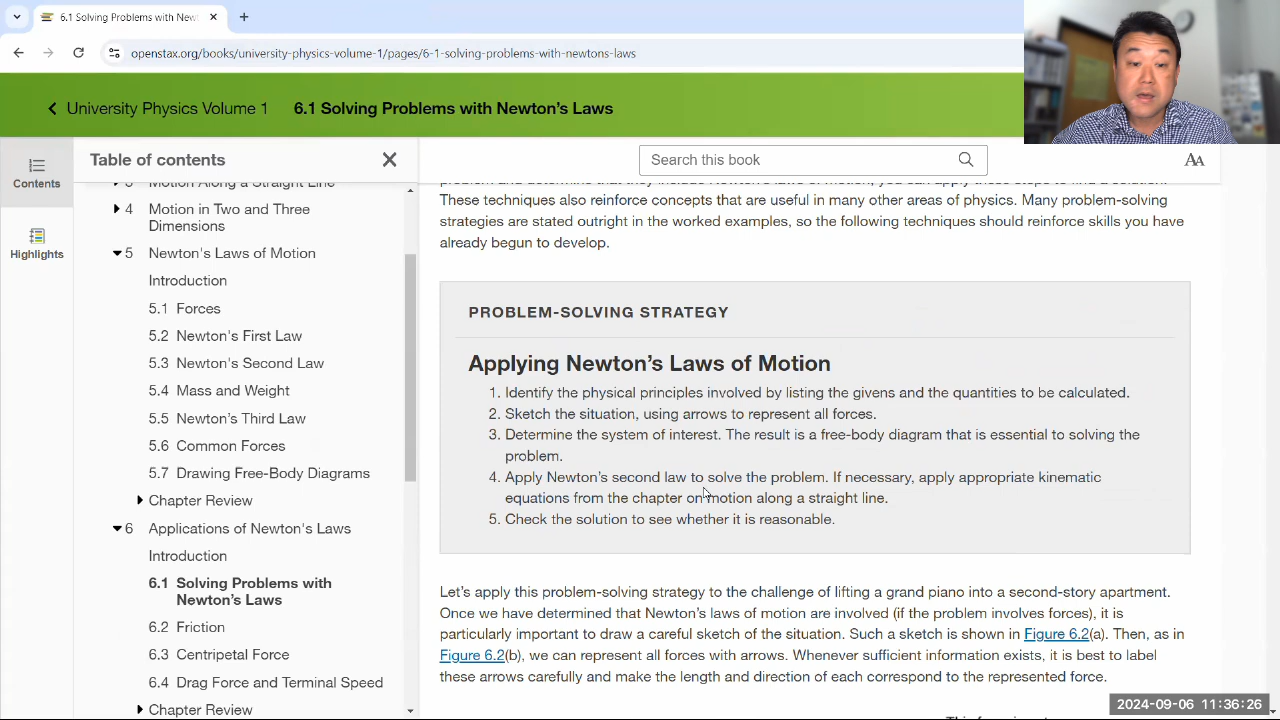 6.1 Solving Problems with New
openstax.org/books/university-physics-volume-1/pages/6-1-solving-problems-with-newtons-laws
University Physics Volume 1 6.1 Solving Problems with Newton's Laws
Contents
Highlights
Table of contents
Motion Along a Straight Line
4 Motion in Two and Three
Dimensions
5 Newton's Laws of Motion
Introduction
5.1 Forces
5.2 Newton's First Law
5.3 Newton's Second Law
5.4 Mass and Weight
5.5 Newton's Third Law
5.6 Common Forces
5.7 Drawing Free-Body Diagrams
Chapter Review
6 Applications of Newton's Laws
Introduction
6.1 Solving Problems with
Newton's Laws
6.2 Friction
6.3 Centripetal Force
6.4 Drag Force and Terminal Speed
Chapter Review
Search this book
AA
These techniques also reinforce concepts that are useful in many other areas of physics. Many problem-solving
strategies are stated outright in the worked examples, so the following techniques should reinforce skills you have
already begun to develop.
PROBLEM-SOLVING STRATEGY
Applying Newton's Laws of Motion
1. Identify the physical principles involved by listing the givens and the quantities to be calculated.
2. Sketch the situation, using arrows to represent all forces.
3. Determine the system of interest. The result is a free-body diagram that is essential to solving the
problem.
4. Apply Newton's second law to solve the problem. If necessary, apply appropriate kinematic
equations from the chapter on motion along a straight line.
5. Check the solution to see whether it is reasonable.
Let's apply this problem-solving strategy to the challenge of lifting a grand piano into a second-story apartment.
Once we have determined that Newton's laws of motion are involved (if the problem involves forces), it is
particularly important to draw a careful sketch of the situation. Such a sketch is shown in Figure 6.2(a). Then, as in
Figure 6.2(b), we can represent all forces with arrows. Whenever sufficient information exists, it is best to label
these arrows carefully and make the length and direction of each correspond to the represented force.
2024-09-06 11:36:26